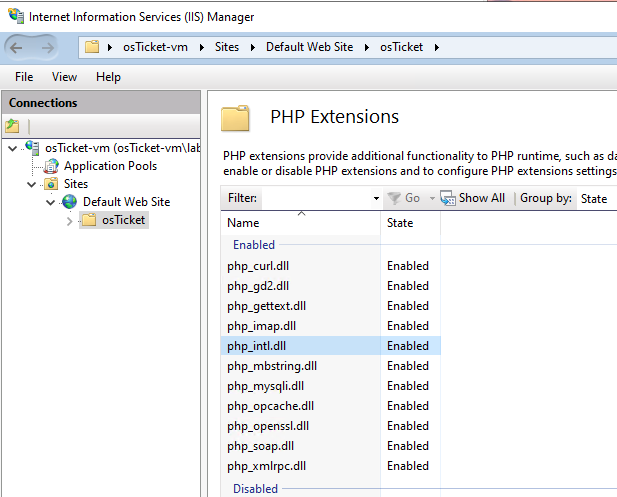 Internet Information Services (IIS) Manager
osTicket-vm Sites Default Web Site osTicket
File View Help
Connections
osTicket-vm (osTicket-vm\lab
Application Pools
Sites
Default Web Site
osTicket
PHP Extensions
PHP extensions provide additional functionality to PHP runtime, such as da
enable or disable PHP extensions and to configure PHP extensions settings
Filter: Go Show All Group by: State
Name State
Enabled
php_curl.dll Enabled
php_gd2.dll Enabled
php_gettext.dll Enabled
php_imap.dll Enabled
php_intl.dll Enabled
php_mbstring.dll Enabled
php_mysqli.dll Enabled
php_opcache.dll Enabled
php_openssl.dll Enabled
php_soap.dll Enabled
php_xmlrpc.dll Enabled
Disabled